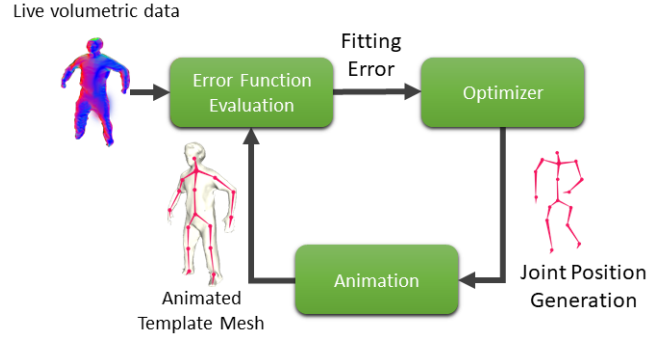 Live volumetric data
Error Function
Evaluation
Fitting
Error
Optimizer
Joint Position
Generation
Animation
Animated
Template Mesh